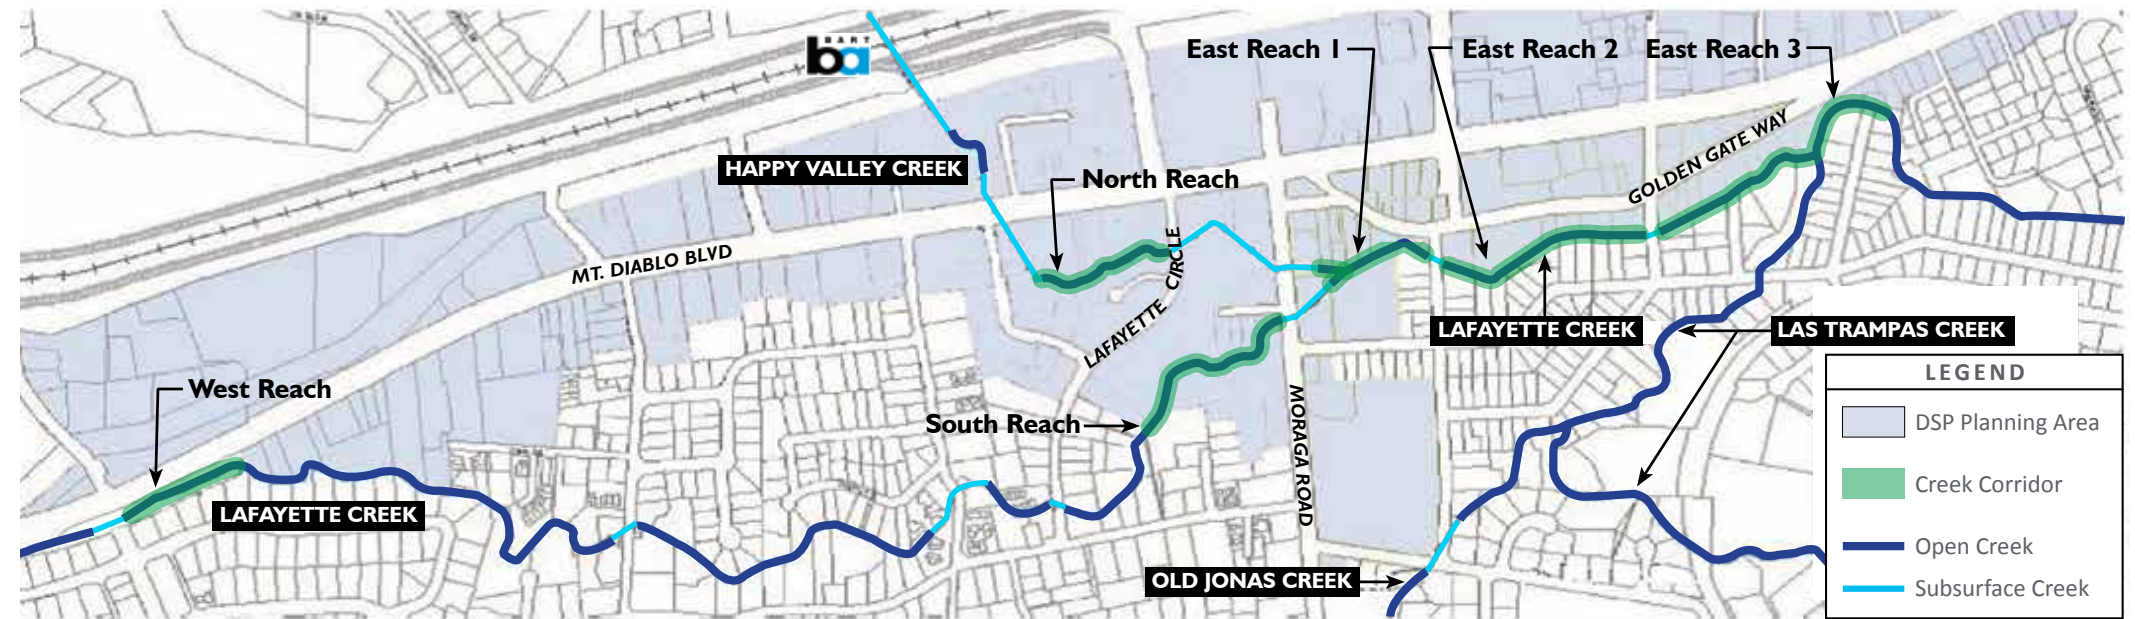 BART
ba
East Reach 1
East Reach 2
East Reach 3
GOLDEN GATE WAY
HAPPY VALLEY CREEK
North Reach
MT. DIABLO BLVD
LAFAYETTE CIRCLE
LAFAYETTE CREEK
LAS TRAMPAS CREEK
West Reach
South Reach
MORAGA ROAD
LAFAYETTE CREEK
OLD JONAS CREEK
LEGEND
DSP Planning Area
Creek Corridor
Open Creek
Subsurface Creek